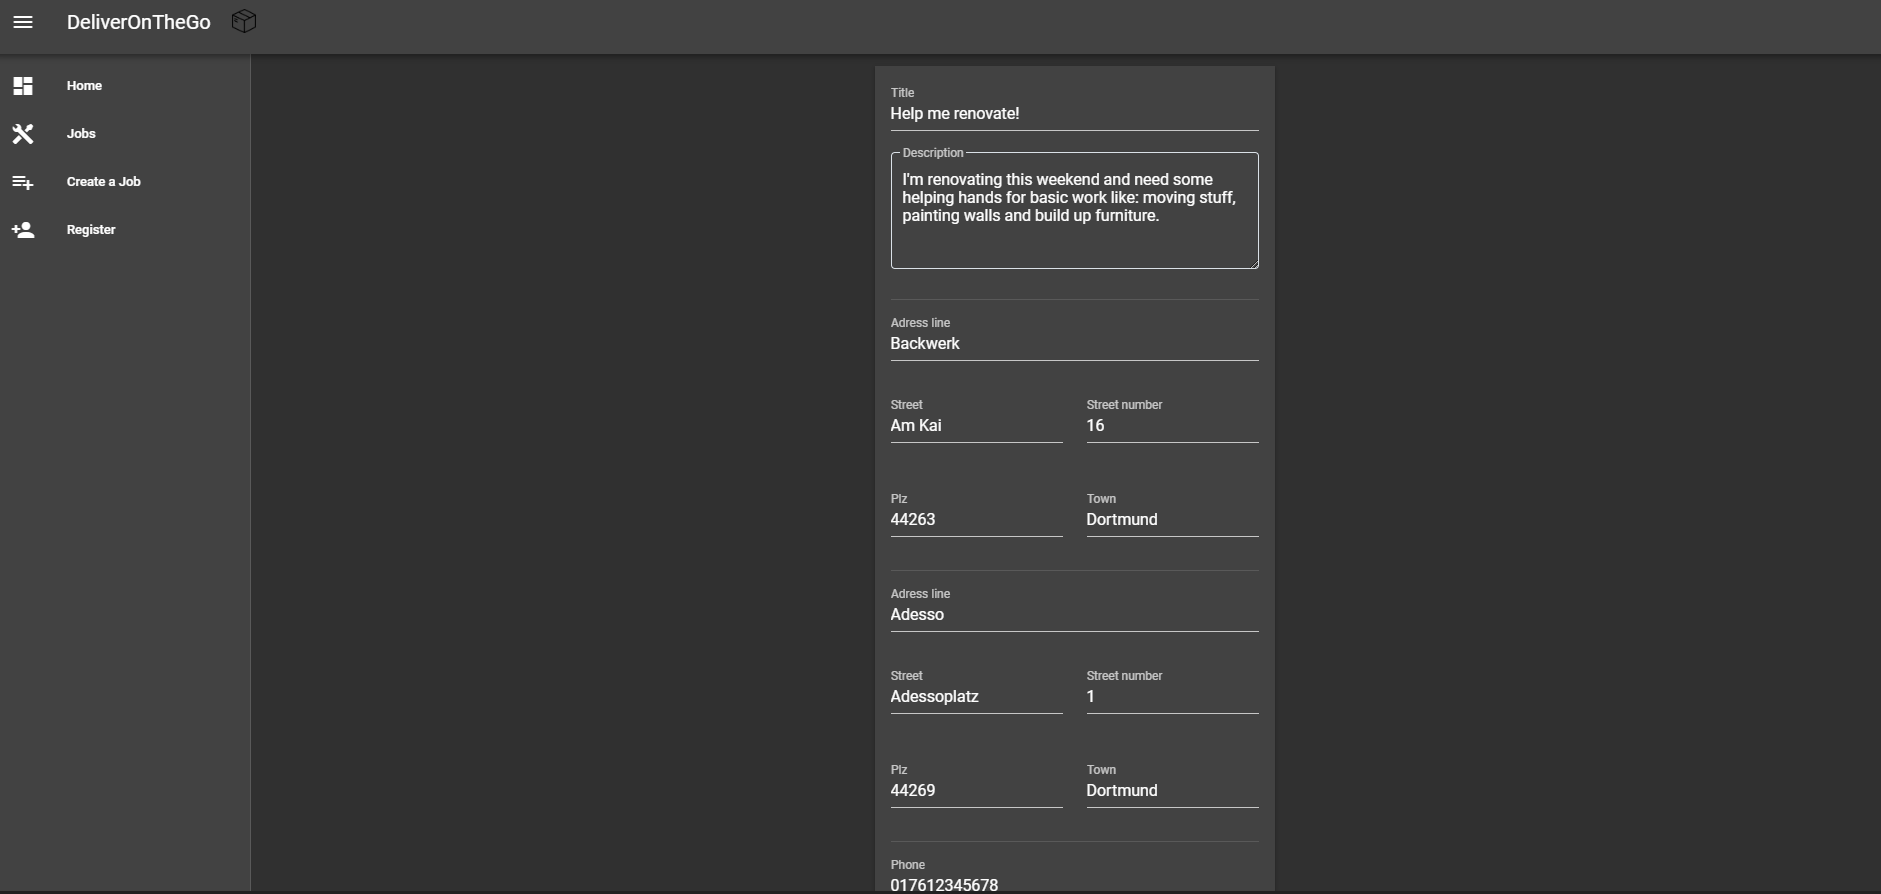 DeliverOnTheGo
Home
Jobs
Create a Job
Register
Title
Help me renovate!
Description
I'm renovating this weekend and need some
helping hands for basic work like: moving stuff,
painting walls and build up furniture.
Adress line
Backwerk
Street
Street number
Am Kai
16
Plz
Town
44263
Dortmund
Adress line
Adesso
Street
Street number
Adessoplatz
1
Plz
Town
44269
Dortmund
Phone
017612345678